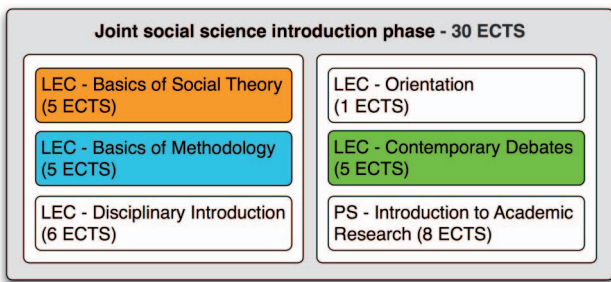 Joint social science introduction phase - 30 ECTS
LEC - Basics of Social Theory
(5 ECTS)
LEC - Basics of Methodology
(5 ECTS)
LEC - Disciplinary Introduction
(6 ECTS)
LEC - Orientation
(1 ECTS)
LEC - Contemporary Debates
(5 ECTS)
PS - Introduction to Academic
Research (8 ECTS)